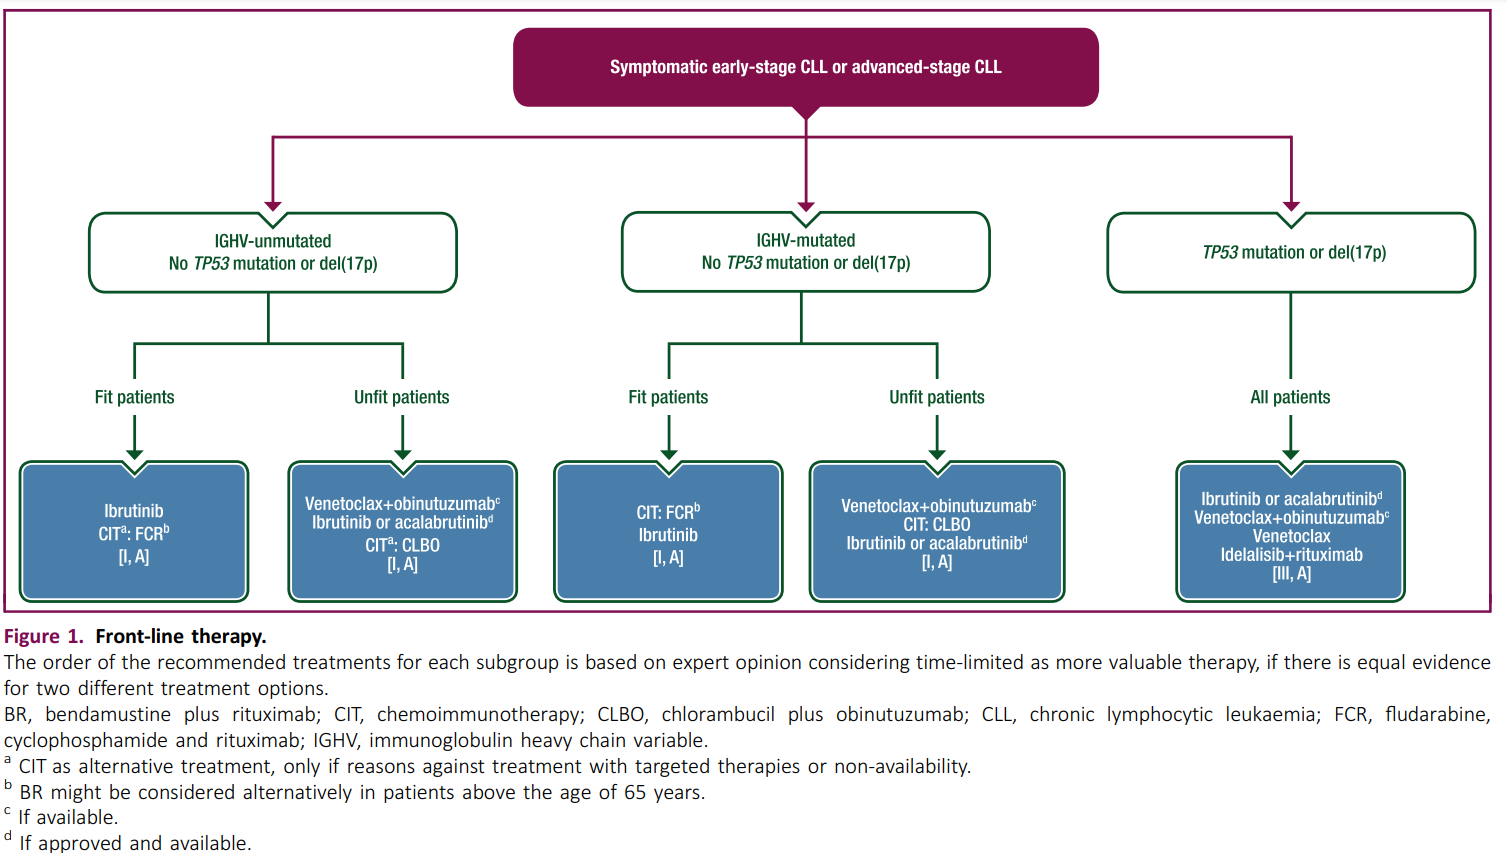 Symptomatic early-stage CLL or advanced-stage CLL
IGHV-unmutated
No TP53 mutation or del(17p)
IGHV-mutated
No TP53 mutation or del(17p)
TP53 mutation or del(17p)
Fit patients
Unfit patients
Fit patients
Unfit patients
All patients
Ibrutinib
CITᵃ: FCRᵇ
[I, A]
Venetoclax+obinutuzumabᶜ
Ibrutinib or acalabrutinibᵈ
CITᵃ: CLBO
[I, A]
CIT: FCRᵇ
Ibrutinib
[I, A]
Venetoclax+obinutuzumabᶜ
CIT: CLBO
Ibrutinib or acalabrutinibᵈ
[I, A]
Ibrutinib or acalabrutinibᵈ
Venetoclax+obinutuzumabᶜ
Venetoclax
Idelalisib+rituximab
[III, A]
Figure 1. Front-line therapy.
The order of the recommended treatments for each subgroup is based on expert opinion considering time-limited as more valuable therapy, if there is equal evidence
for two different treatment options.
BR, bendamustine plus rituximab; CIT, chemoimmunotherapy; CLBO, chlorambucil plus obinutuzumab; CLL, chronic lymphocytic leukaemia; FCR, fludarabine,
cyclophosphamide and rituximab; IGHV, immunoglobulin heavy chain variable.
ᵃ CIT as alternative treatment, only if reasons against treatment with targeted therapies or non-availability.
ᵇ BR might be considered alternatively in patients above the age of 65 years.
ᶜ If available.
ᵈ If approved and available.